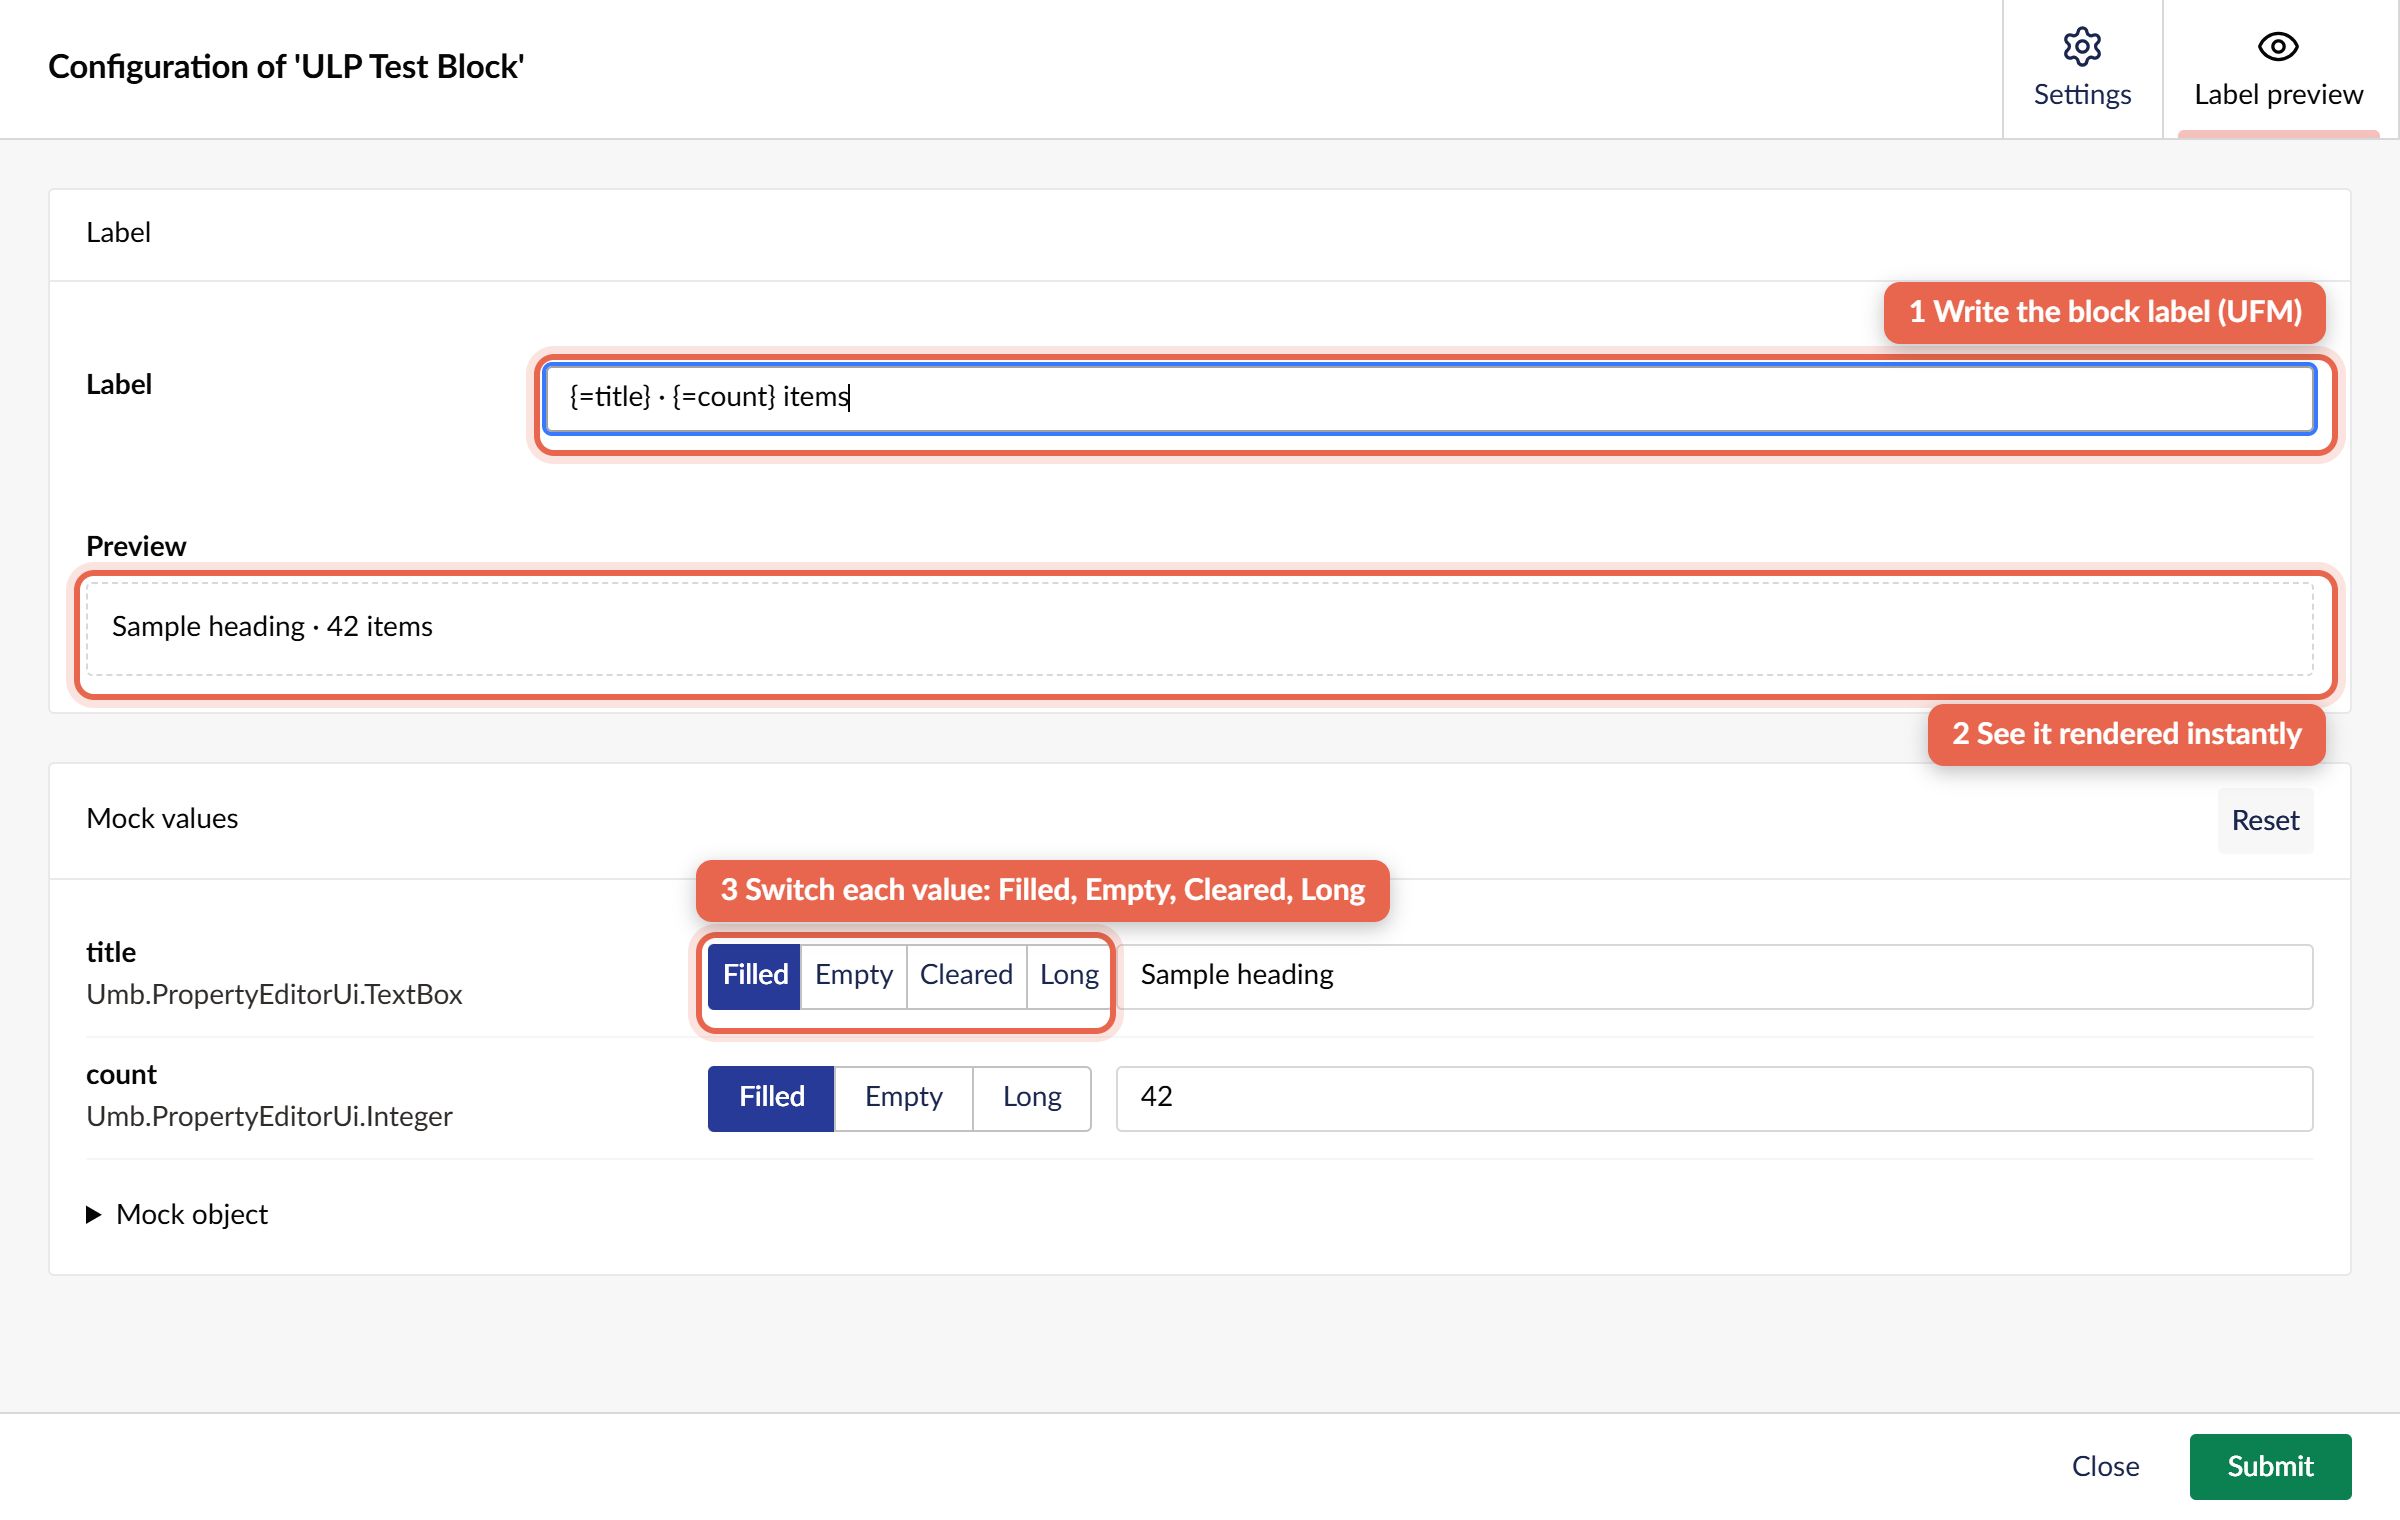 Configuration of 'ULP Test Block'
Settings
Label preview
Label
1 Write the block label (UFM)
Label
{=title} · {=count} items
Preview
Sample heading · 42 items
2 See it rendered instantly
Mock values
Reset
3 Switch each value: Filled, Empty, Cleared, Long
title
Umb.PropertyEditorUi.TextBox
Filled Empty Cleared Long
Sample heading
count
Umb.PropertyEditorUi.Integer
Filled Empty Long
42
Mock object
Close
Submit